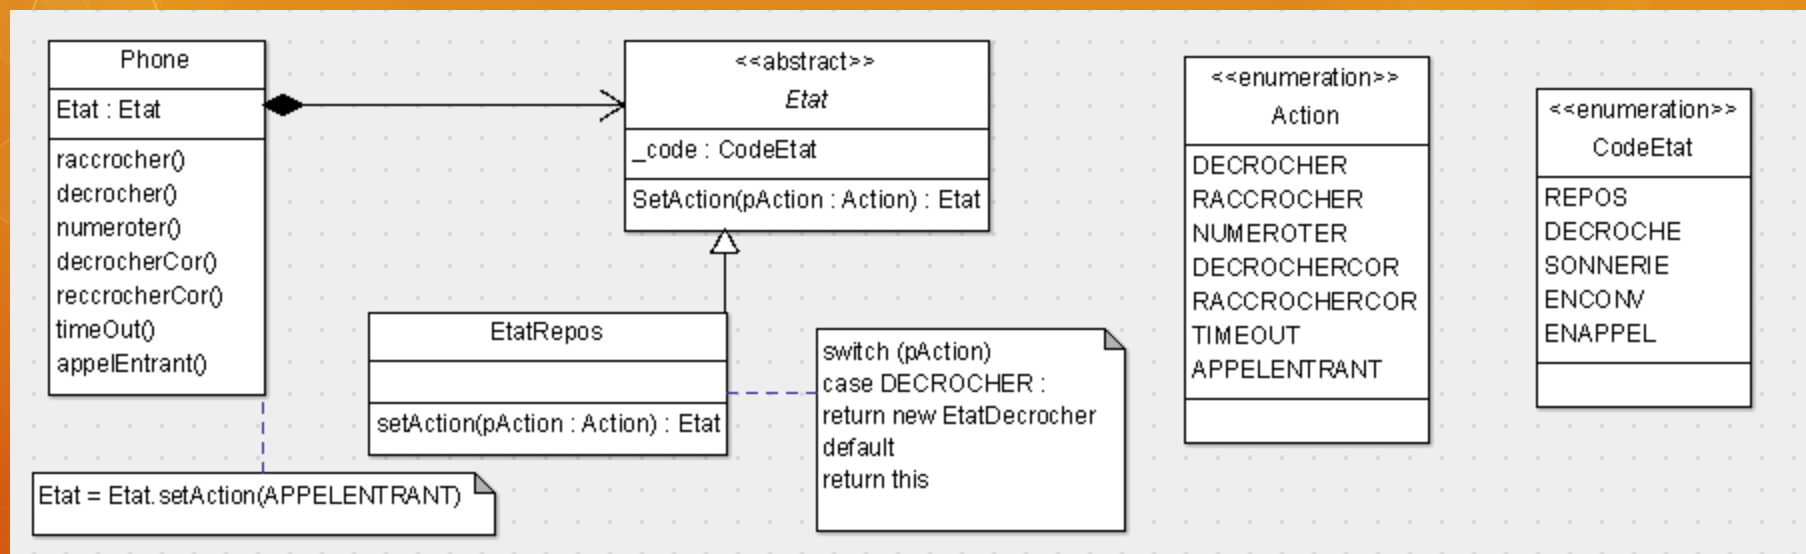 Phone
Etat : Etat
raccrocher()
decrocher()
numeroter()
decrocherCor()
reccrocherCor()
timeOut()
appelEntrant()
Etat = Etat.setAction(APPELENTRANT)
<<abstract>>
Etat
_code : CodeEtat
SetAction(pAction : Action) : Etat
EtatRepos
setAction(pAction : Action) : Etat
switch (pAction)
case DECROCHER :
return new EtatDecrocher
default
return this
<<enumeration>>
Action
DECROCHER
RACCROCHER
NUMEROTER
DECROCHERCOR
RACCROCHERCOR
TIMEOUT
APPELENTRANT
<<enumeration>>
CodeEtat
REPOS
DECROCHE
SONNERIE
ENCONV
ENAPPEL